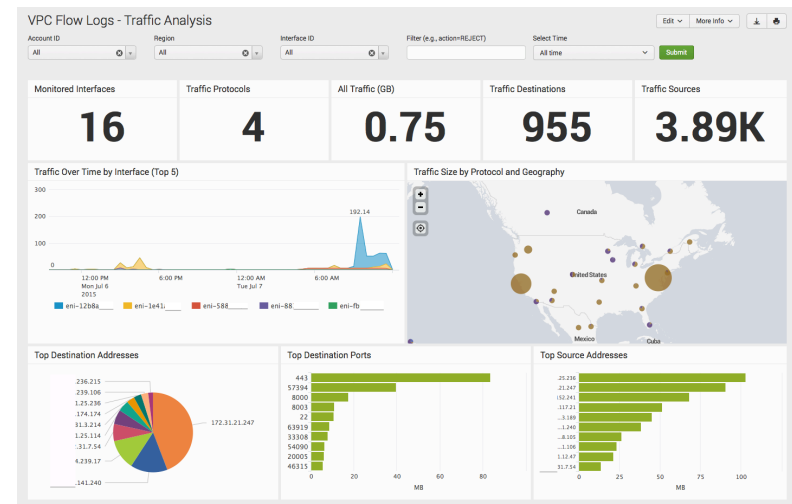 VPC Flow Logs - Traffic Analysis
Edit More Info
Account ID Region Interface ID Filter (e.g., action=REJECT) Select Time
All All All All time Submit
Monitored Interfaces Traffic Protocols All Traffic (GB) Traffic Destinations Traffic Sources
16 4 0.75 955 3.89K
Traffic Over Time by Interface (Top 5)
300
200
100
0
192.14
12:00 PM 6:00 PM 12:00 AM 6:00 AM
Mon Jul 6 Tue Jul 7
2015
eni-12b8a eni-1e41 eni-588 eni-88 eni-fb
Traffic Size by Protocol and Geography
+
−
Canada
United States
Mexico
Cuba
Top Destination Addresses
.236.215
.239.106
1.25.236
.174.174
31.3.214
1.25.114
.31.7.54
4.239.17
.141.240
172.31.21.247
Top Destination Ports
443
57394
8000
8003
22
63919
33308
54090
20005
46315
0 20 40 60 80
MB
Top Source Addresses
.25.236
.21.247
152.241
.117.21
...3.189
...1.240
...8.105
...1.106
1.12.47
31.7.54
0 25 50 75 100
MB